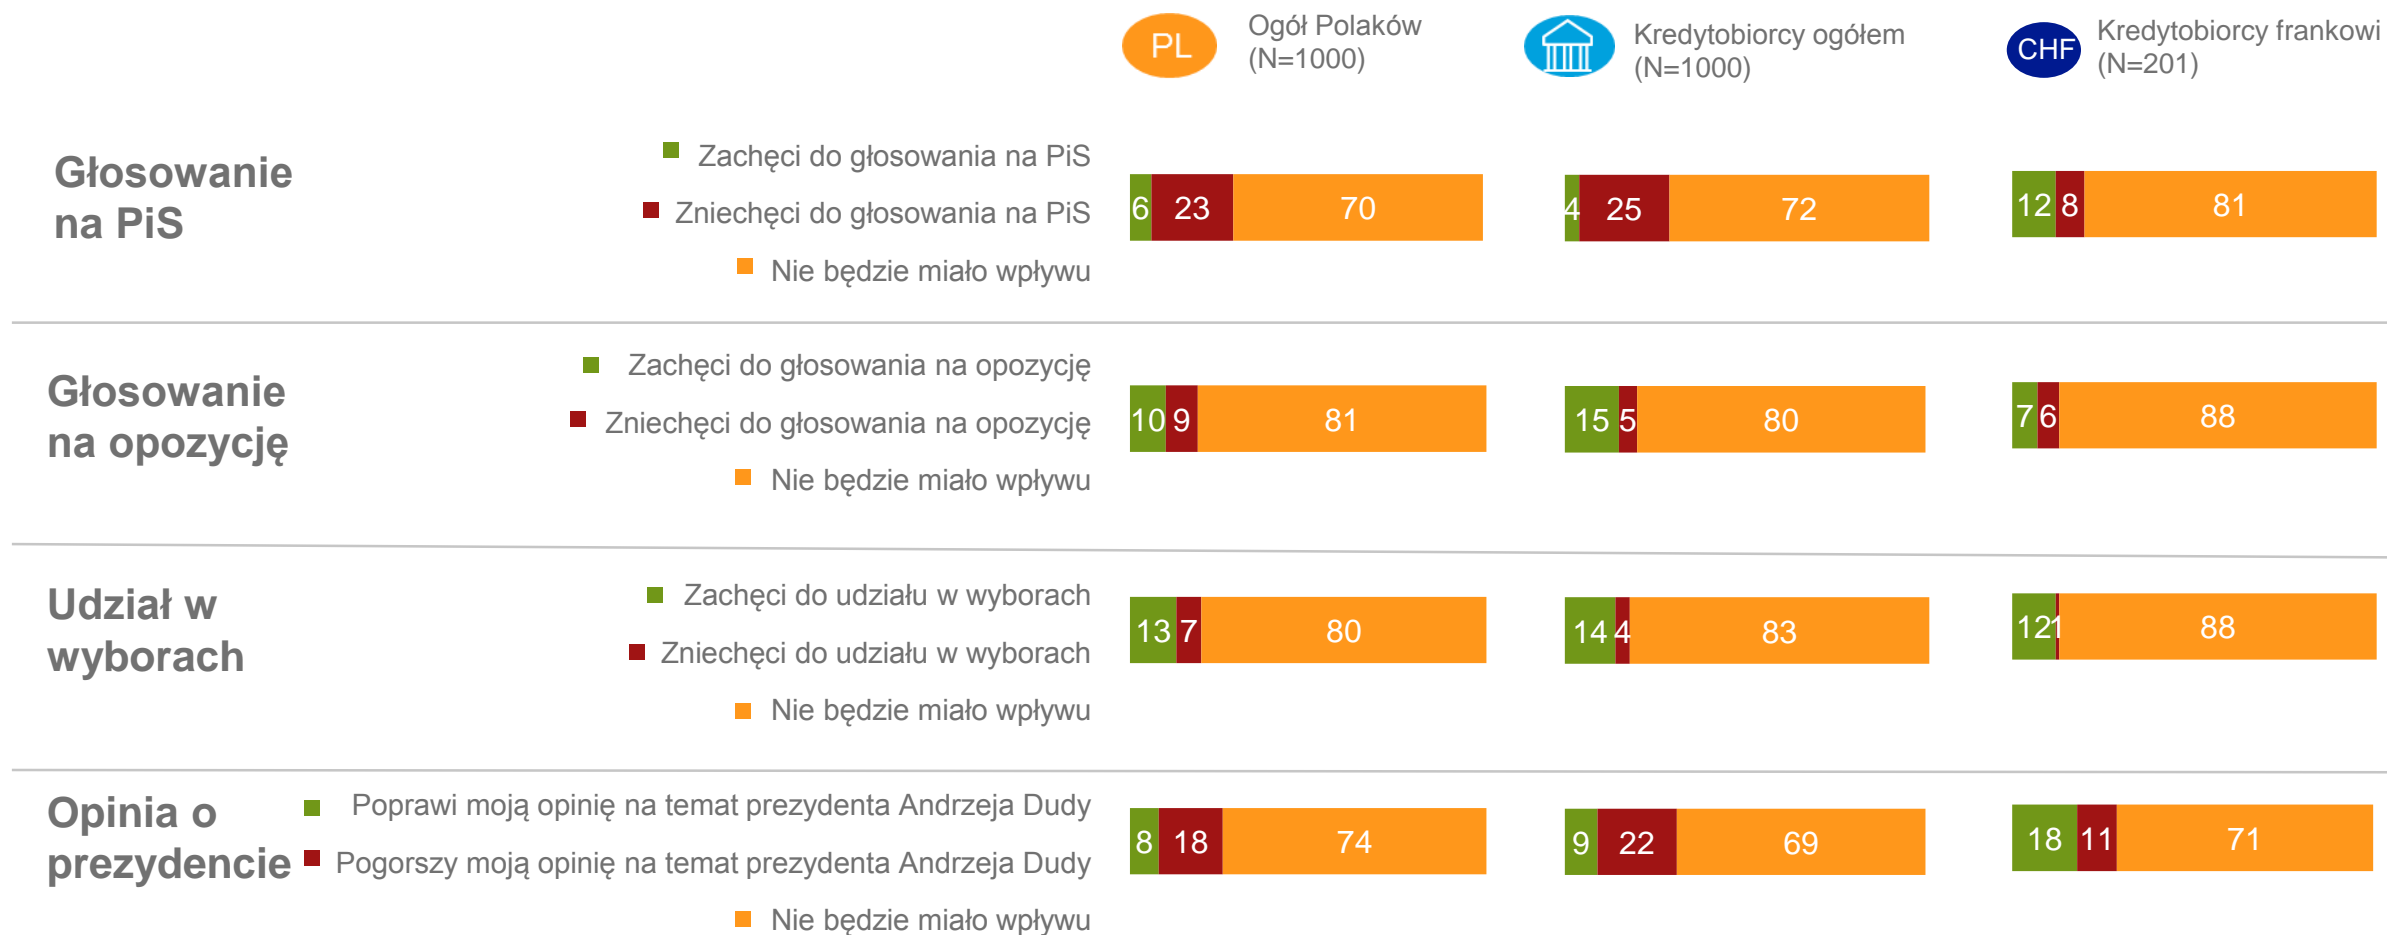 PL
Ogół Polaków
(N=1000)
Kredytobiorcy ogółem
(N=1000)
CHF
Kredytobiorcy frankowi
(N=201)
Głosowanie
na PiS
Zachęci do głosowania na PiS
Zniechęci do głosowania na PiS
Nie będzie miało wpływu
6 23 70
4 25 72
12 8 81
Głosowanie
na opozycję
Zachęci do głosowania na opozycję
Zniechęci do głosowania na opozycję
Nie będzie miało wpływu
10 9 81
15 5 80
7 6 88
Udział w
wyborach
Zachęci do udziału w wyborach
Zniechęci do udziału w wyborach
Nie będzie miało wpływu
13 7 80
14 4 83
12 1 88
Opinia o
prezydencie
Poprawi moją opinię na temat prezydenta Andrzeja Dudy
Pogorszy moją opinię na temat prezydenta Andrzeja Dudy
Nie będzie miało wpływu
8 18 74
9 22 69
18 11 71